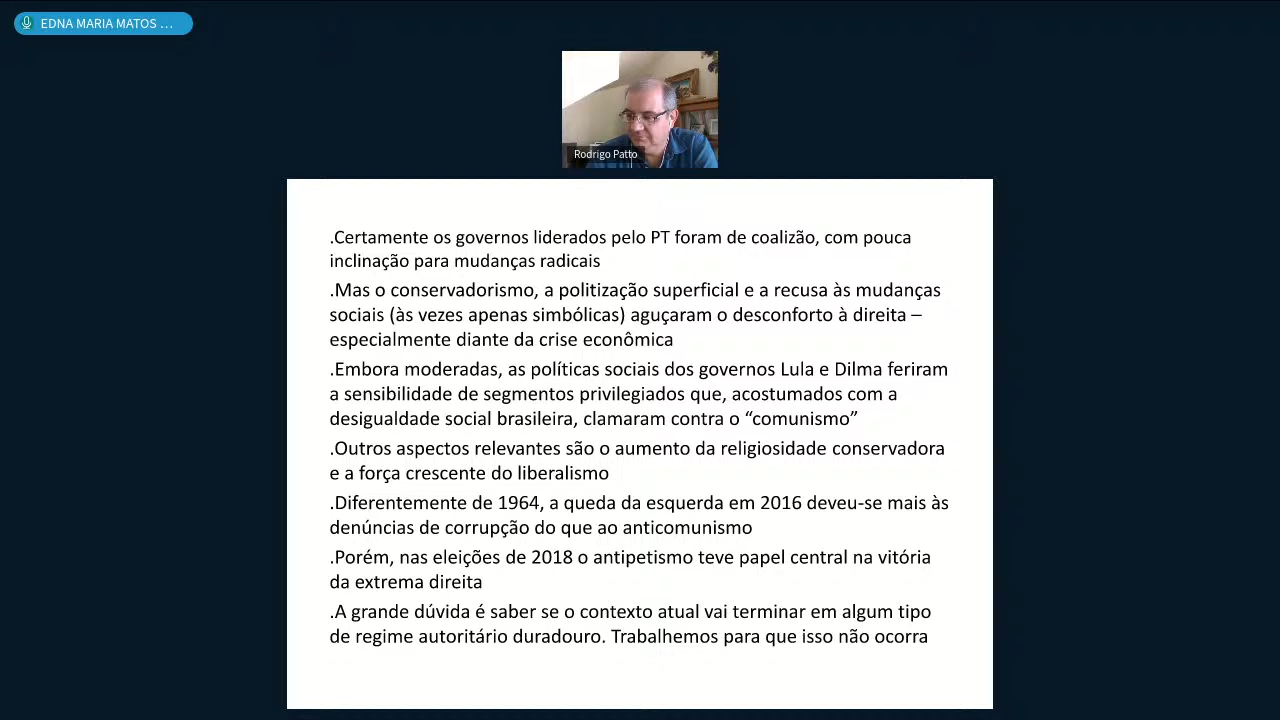 EDNA MARIA MATOS ...
Rodrigo Patto
.Certamente os governos liderados pelo PT foram de coalizão, com pouca
inclinação para mudanças radicais
.Mas o conservadorismo, a politização superficial e a recusa às mudanças
sociais (às vezes apenas simbólicas) aguçaram o desconforto à direita –
especialmente diante da crise econômica
.Embora moderadas, as políticas sociais dos governos Lula e Dilma feriram
a sensibilidade de segmentos privilegiados que, acostumados com a
desigualdade social brasileira, clamaram contra o “comunismo”
.Outros aspectos relevantes são o aumento da religiosidade conservadora
e a força crescente do liberalismo
.Diferentemente de 1964, a queda da esquerda em 2016 deveu-se mais às
denúncias de corrupção do que ao anticomunismo
.Porém, nas eleições de 2018 o antipetismo teve papel central na vitória
da extrema direita
.A grande dúvida é saber se o contexto atual vai terminar em algum tipo
de regime autoritário duradouro. Trabalhemos para que isso não ocorra